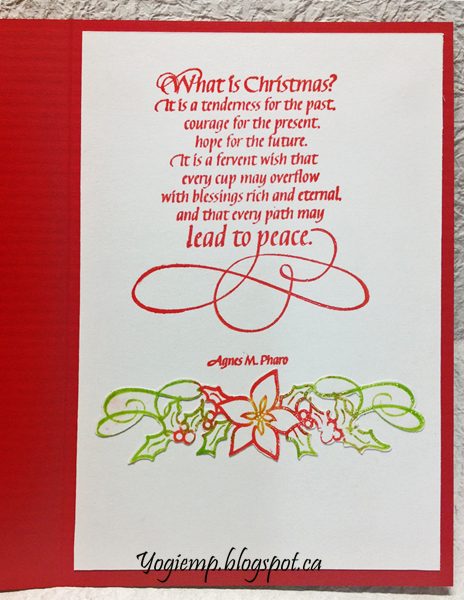 What is Christmas?
It is a tenderness for the past,
courage for the present,
hope for the future.
It is a fervent wish that
every cup may overflow
with blessings rich and eternal,
and that every path may
lead to peace.
Agnes M. Pharo
Yogiemp.blogspot.ca